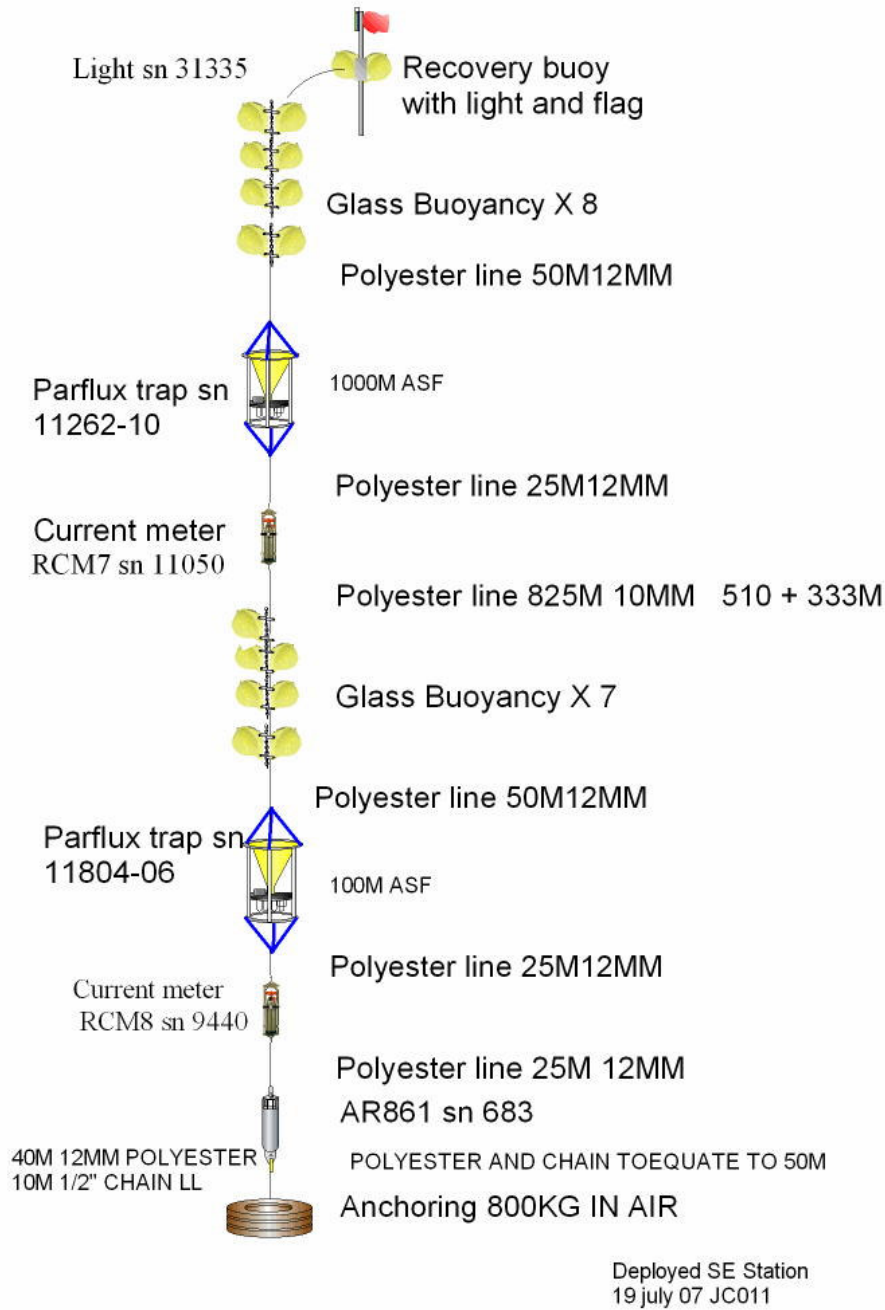 Light sn 31335
Recovery buoy
with light and flag
Glass Buoyancy X 8
Polyester line 50M12MM
1000M ASF
Parflux trap sn
11262-10
Polyester line 25M12MM
Current meter
RCM7 sn 11050
Polyester line 825M 10MM   510 + 333M
Glass Buoyancy X 7
Polyester line 50M12MM
Parflux trap sn
11804-06
100M ASF
Polyester line 25M12MM
Current meter
RCM8 sn 9440
Polyester line 25M 12MM
AR861 sn 683
40M 12MM POLYESTER
10M 1/2" CHAIN LL
POLYESTER AND CHAIN TOEQUATE TO 50M
Anchoring 800KG IN AIR
Deployed SE Station
19 july 07 JC011